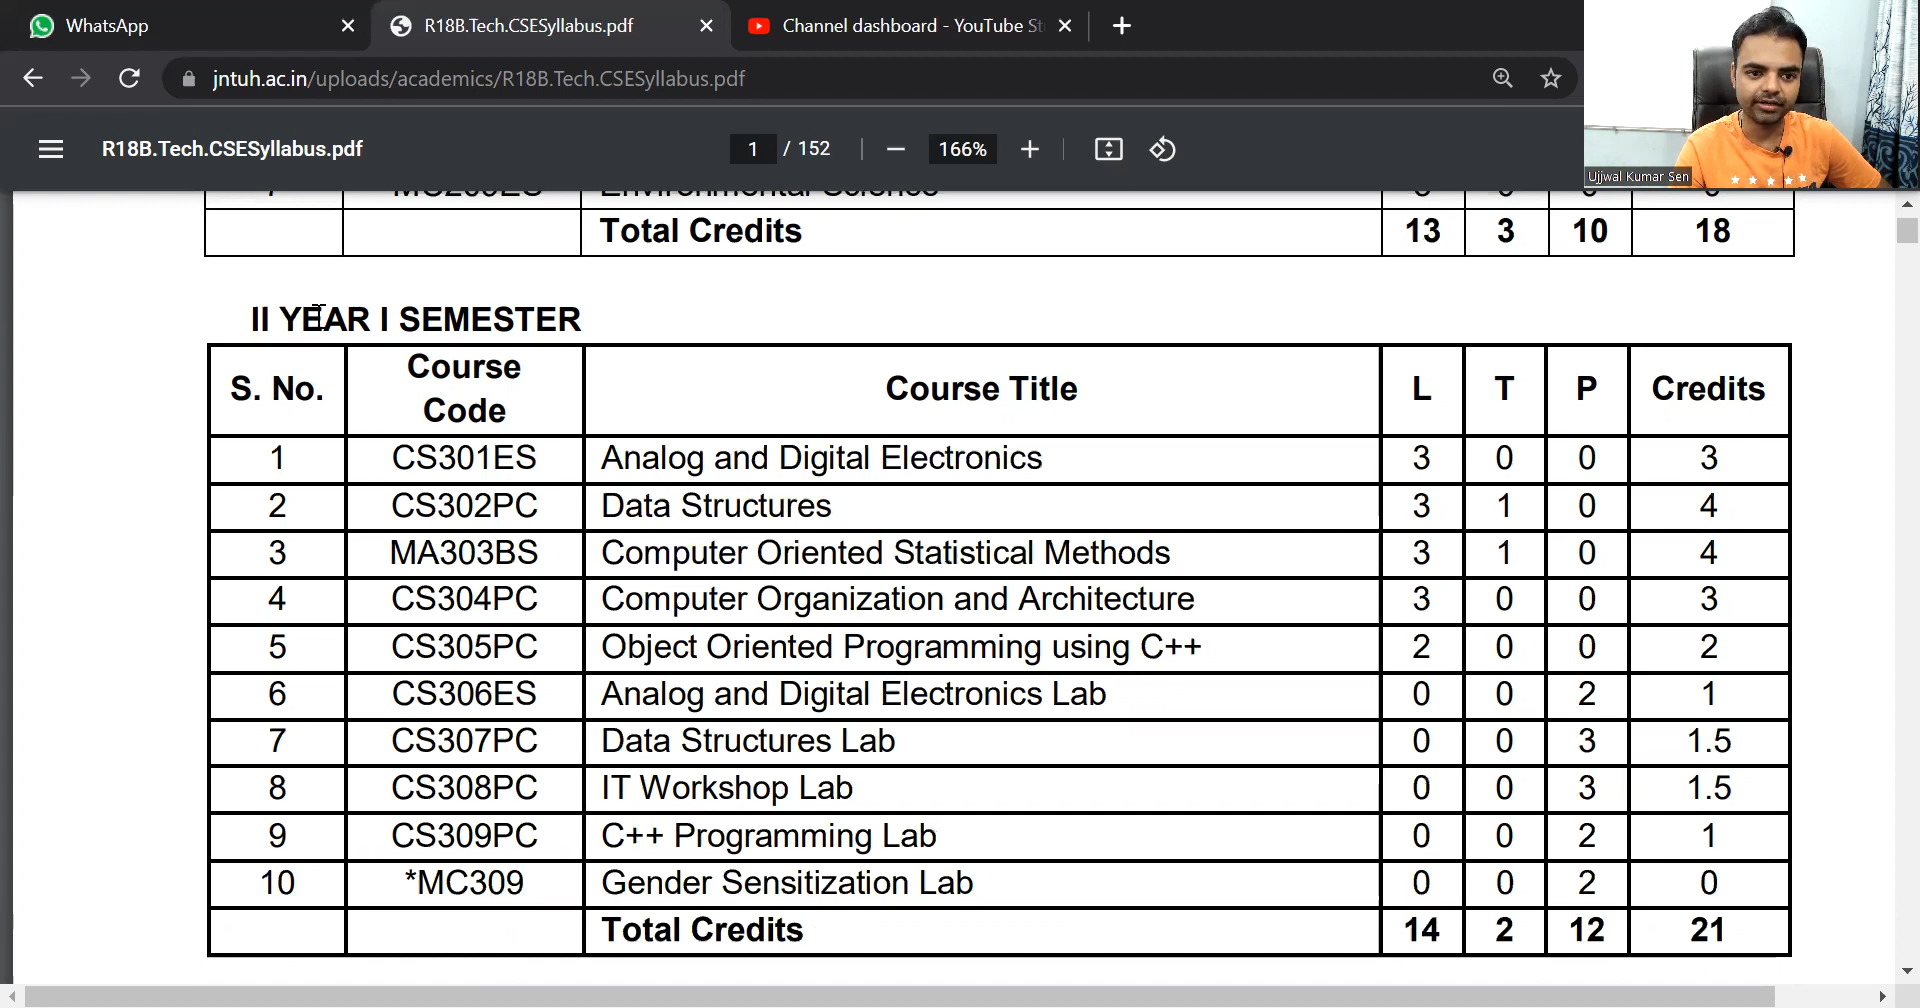 WhatsApp
R18B.Tech.CSESyllabus.pdf
Channel dashboard - YouTube St
jntuh.ac.in/uploads/academics/R18B.Tech.CSESyllabus.pdf
R18B.Tech.CSESyllabus.pdf
1 / 152
166%
Ujjwal Kumar Sen
Environmental Science
Total Credits 13 3 10 18
II YEAR I SEMESTER
S. No. Course Code Course Title L T P Credits
1 CS301ES Analog and Digital Electronics 3 0 0 3
2 CS302PC Data Structures 3 1 0 4
3 MA303BS Computer Oriented Statistical Methods 3 1 0 4
4 CS304PC Computer Organization and Architecture 3 0 0 3
5 CS305PC Object Oriented Programming using C++ 2 0 0 2
6 CS306ES Analog and Digital Electronics Lab 0 0 2 1
7 CS307PC Data Structures Lab 0 0 3 1.5
8 CS308PC IT Workshop Lab 0 0 3 1.5
9 CS309PC C++ Programming Lab 0 0 2 1
10 *MC309 Gender Sensitization Lab 0 0 2 0
Total Credits 14 2 12 21